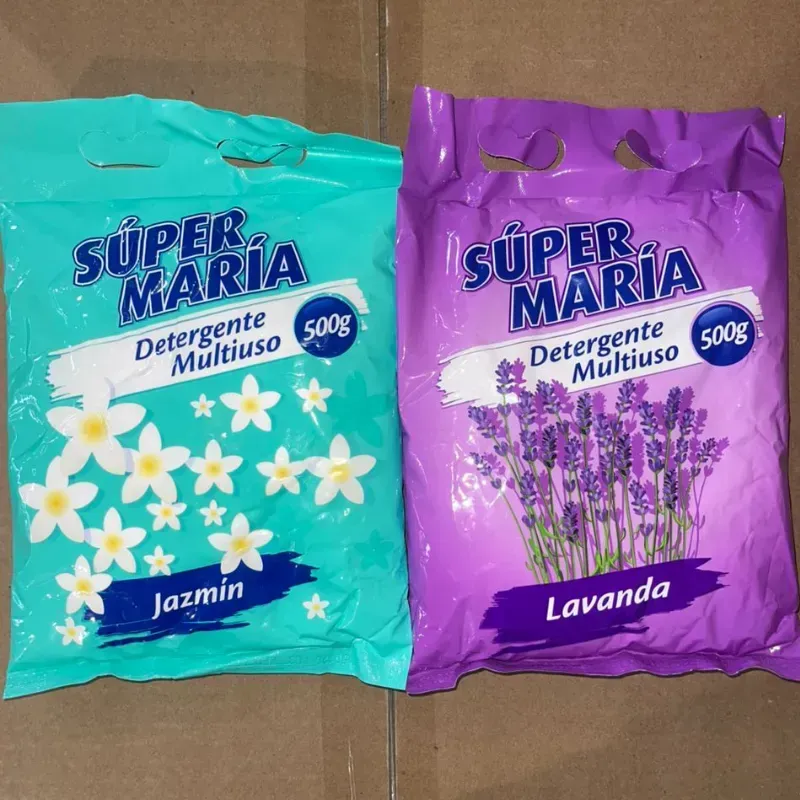 SÚPER
MARÍA
Detergente
Multiuso
500g
Jazmín
SÚPER
MARÍA
Detergente
Multiuso
500g
Lavanda